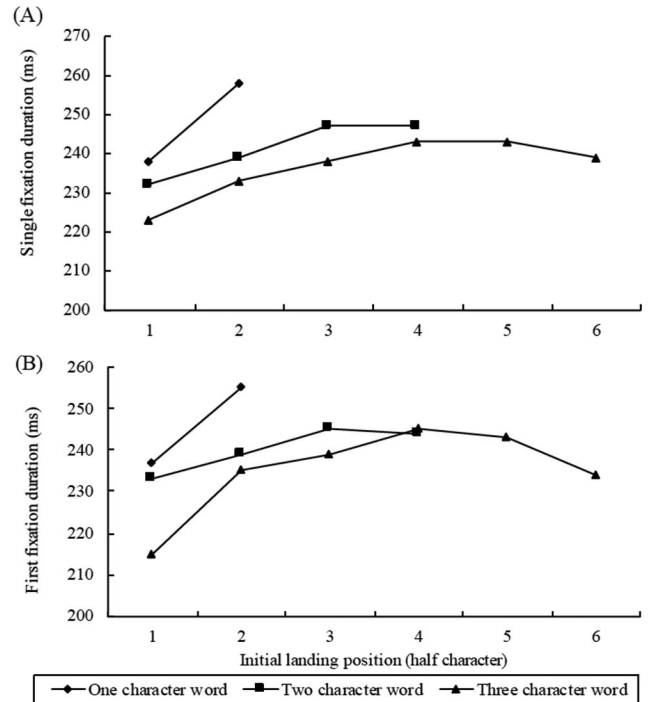 (A)
Single fixation duration (ms)
270
260
250
240
230
220
210
200
1 2 3 4 5 6
(B)
First fixation duration (ms)
260
250
240
230
220
210
200
1 2 3 4 5 6
Initial landing position (half character)
One character word Two character word Three character word